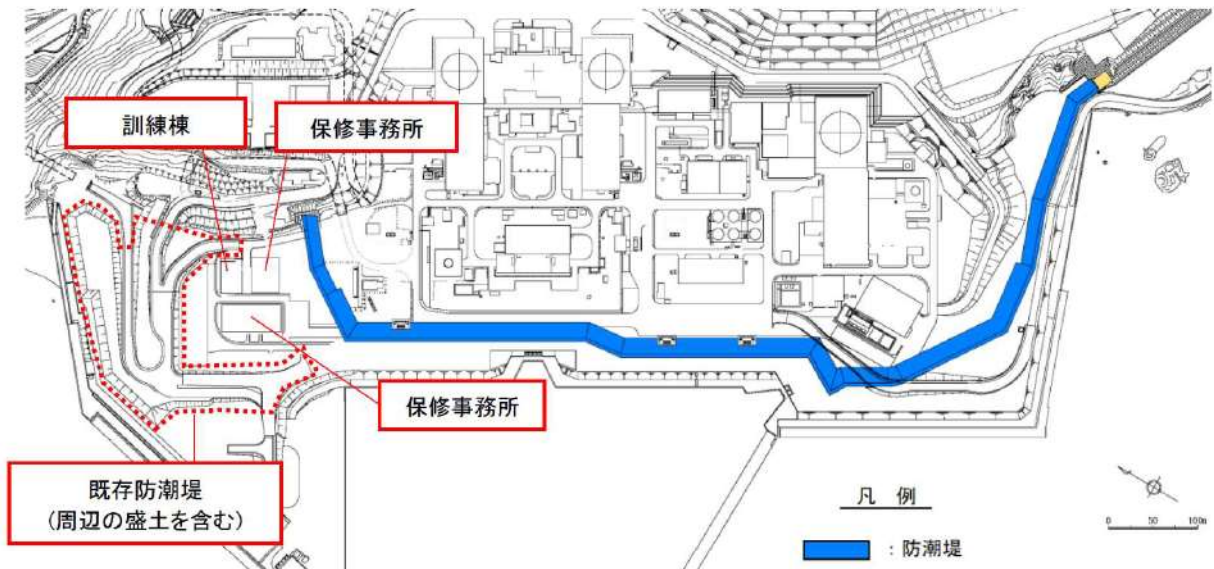 訓練棟
保修事務所
保修事務所
既存防潮堤
(周辺の盛土を含む)
凡 例
:防潮堤
0 50 100m